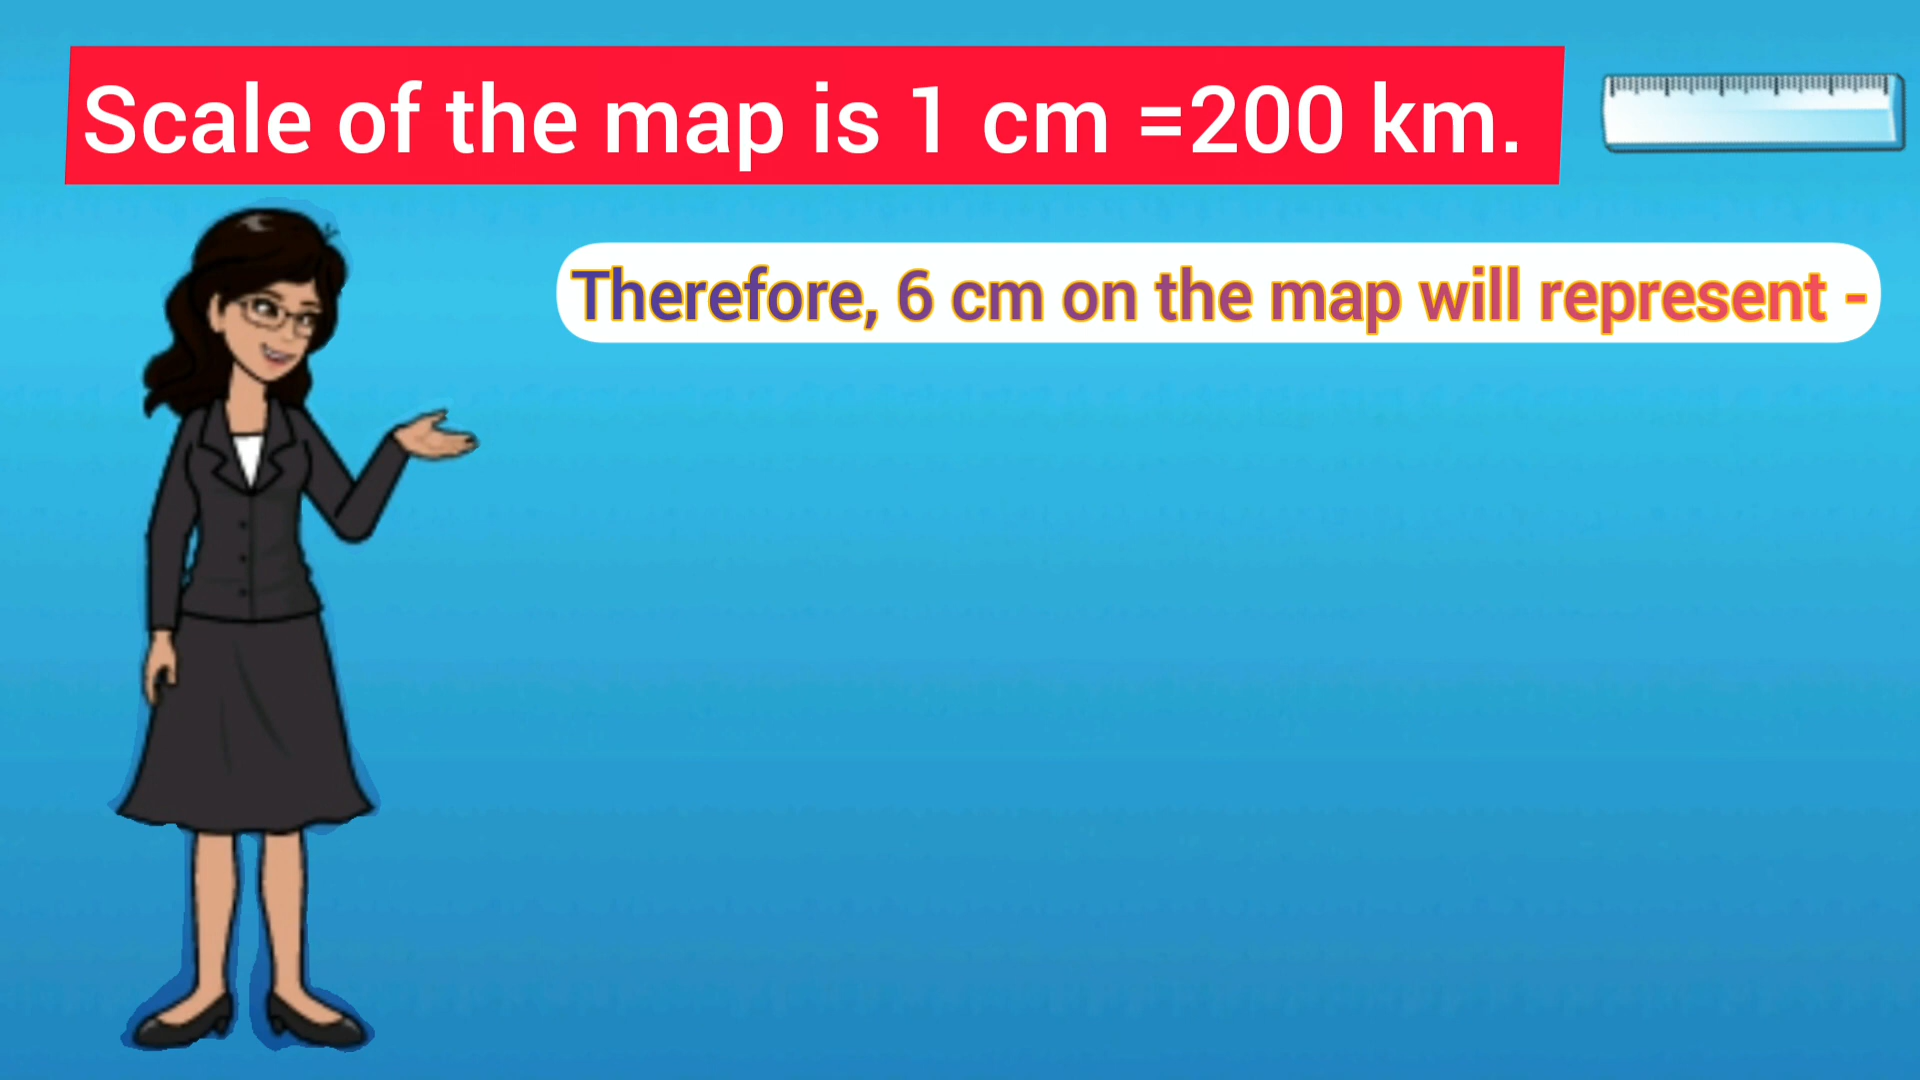 Scale of the map is 1 cm =200 km.
Therefore, 6 cm on the map will represent -